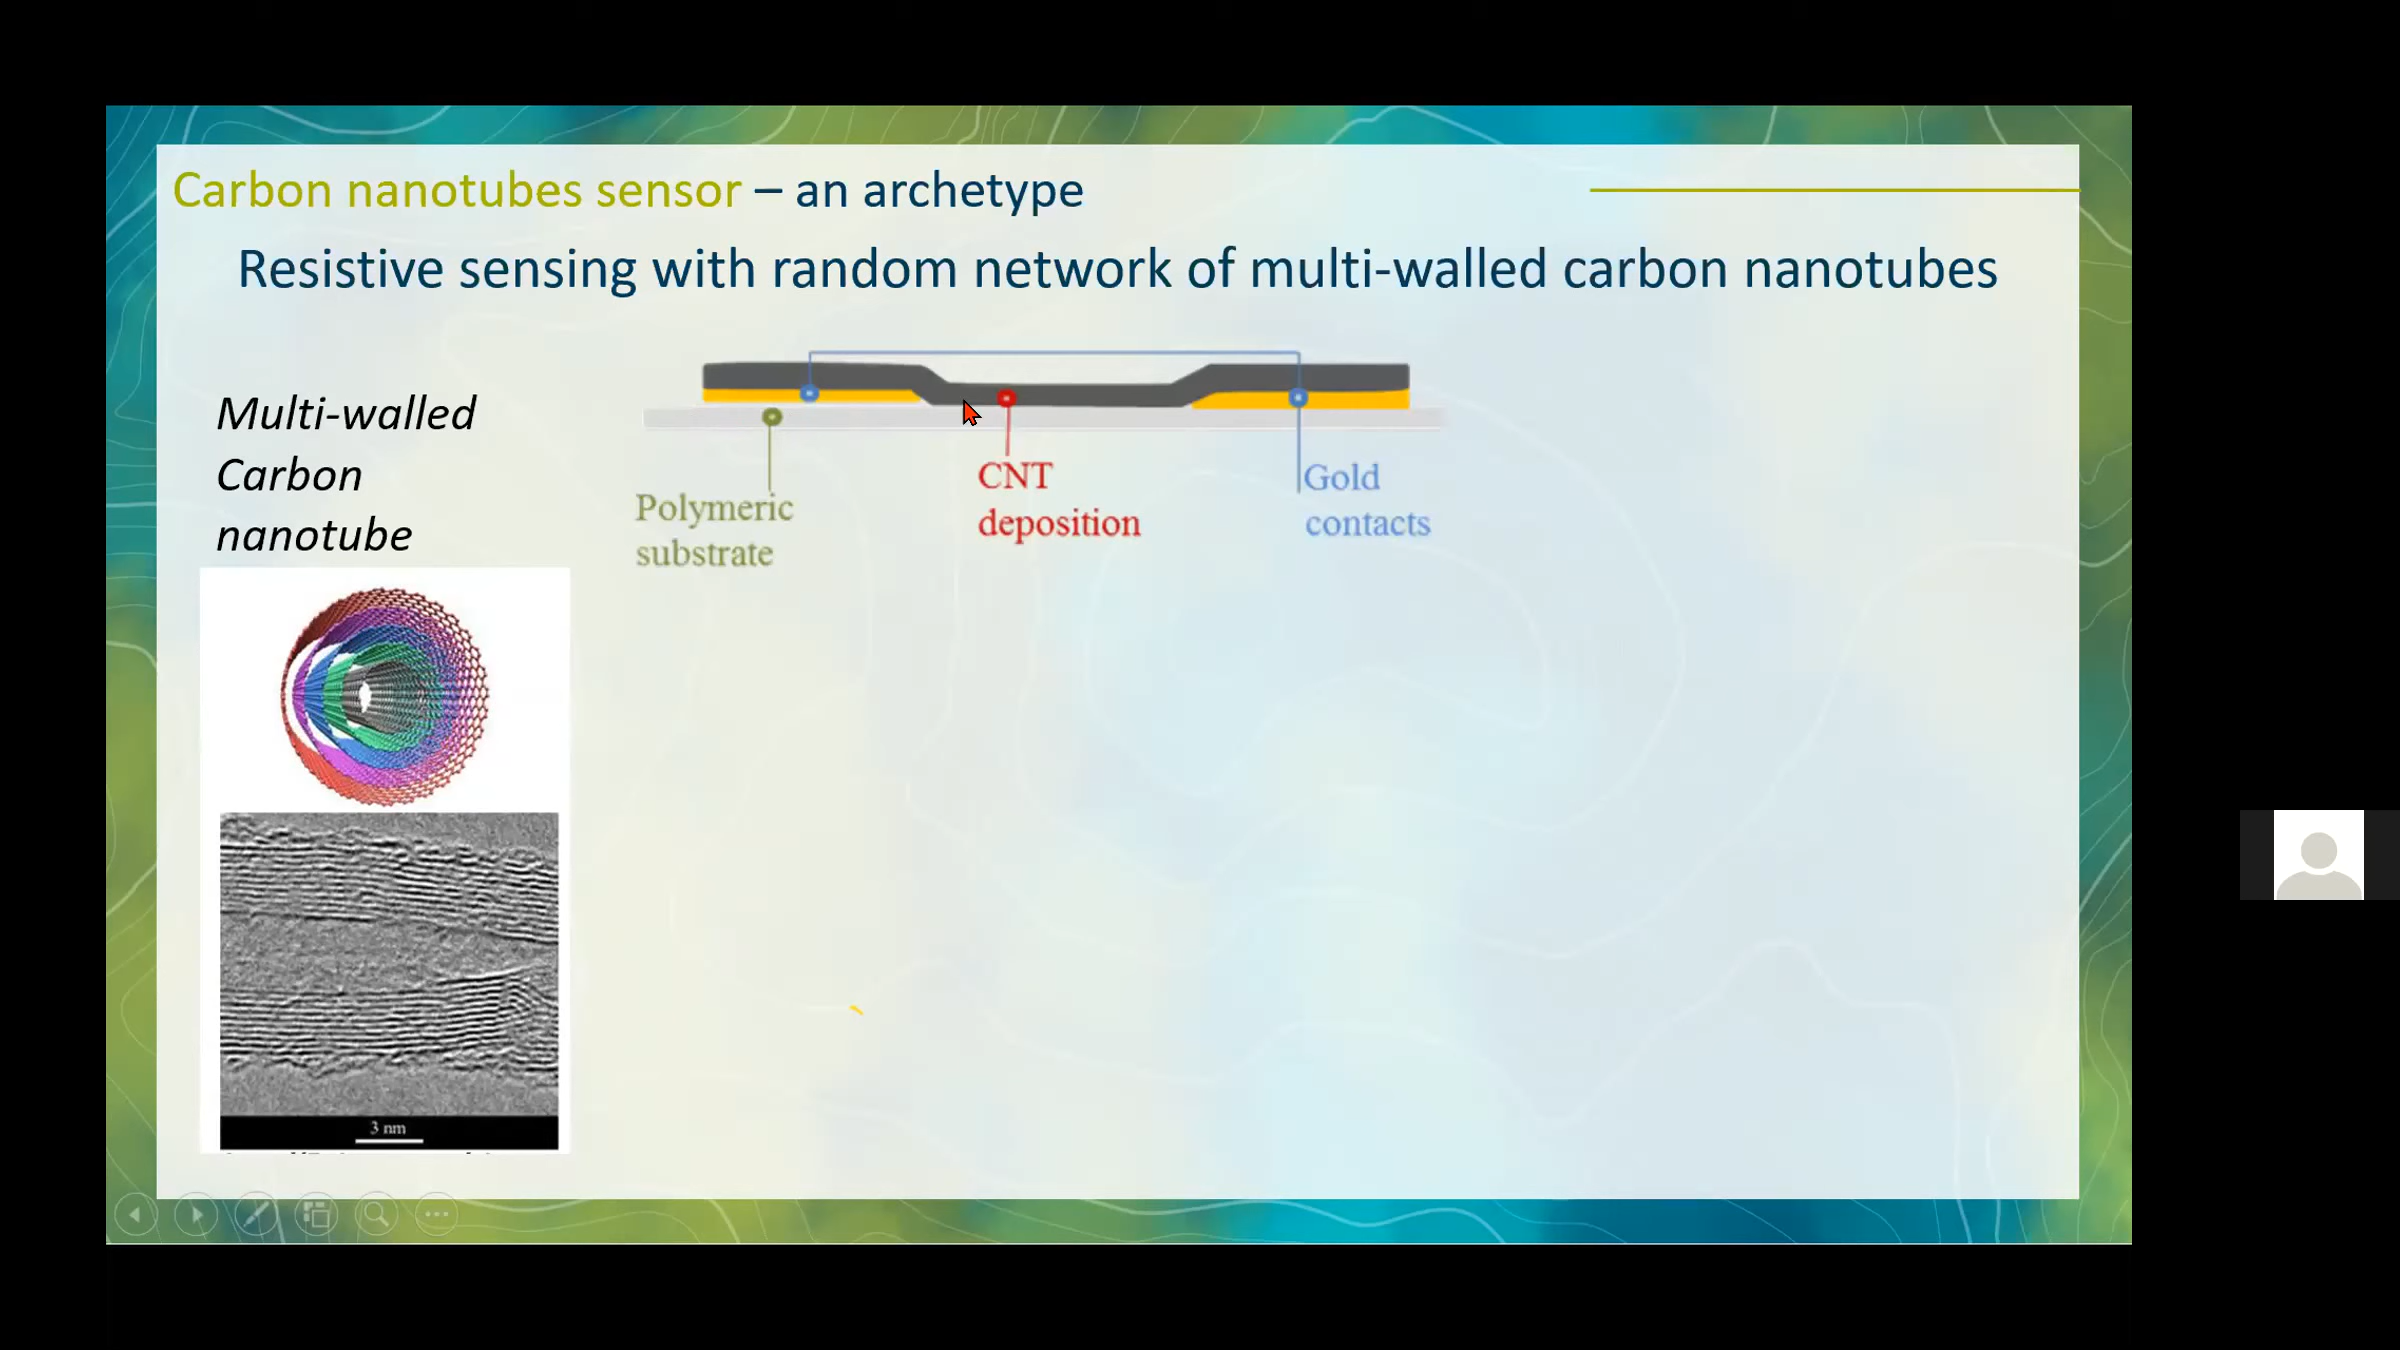 Carbon nanotubes sensor – an archetype
Resistive sensing with random network of multi-walled carbon nanotubes
Multi-walled
Carbon
nanotube
Polymeric
substrate
CNT
deposition
Gold
contacts
3 nm